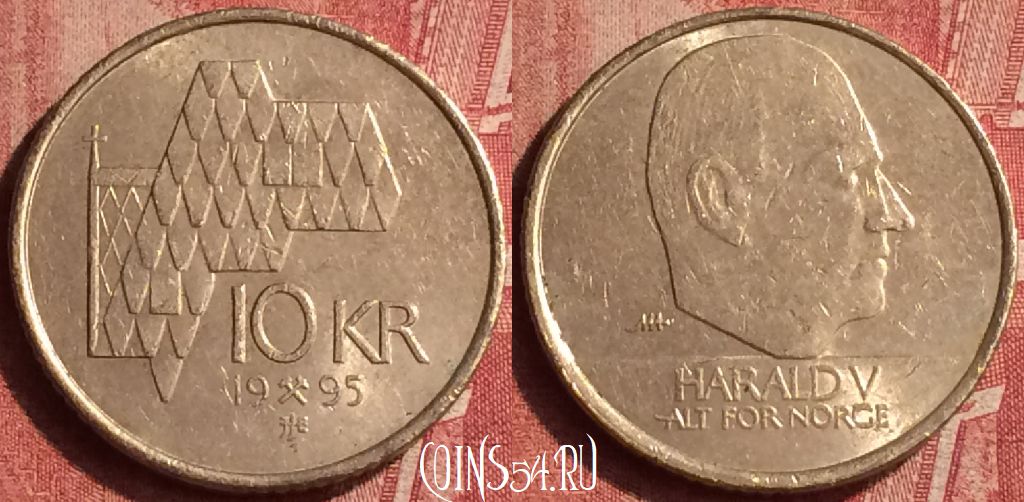 10 KR
19 95
HARALD V
ALT FOR NORGE
COINS54.RU